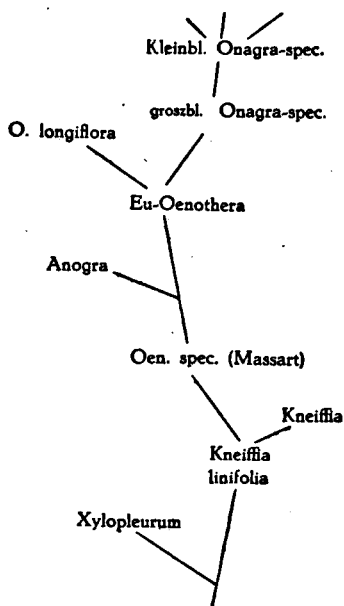 Kleinbl. Onagra-spec.
groszbl. Onagra-spec.
O. longiflora
Eu-Oenothera
Anogra
Oen. spec. (Massart)
Kneiffia
Kneiffia
linifolia
Xylopleurum